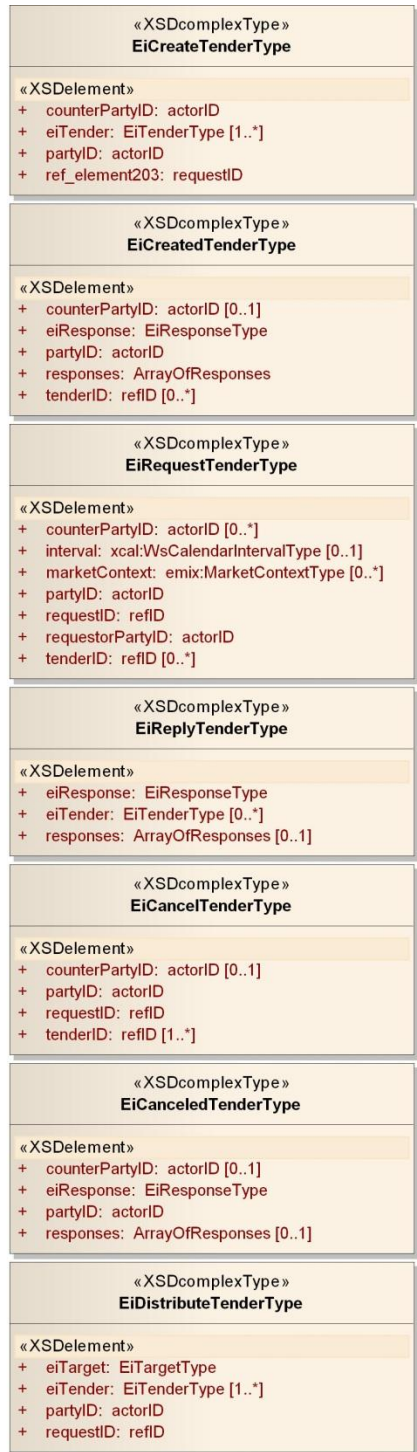 «XSDcomplexType»
EiCreateTenderType
«XSDelement»
+ counterPartyID: actorID
+ eiTender: EiTenderType [1..*]
+ partyID: actorID
+ ref_element203: requestID
«XSDcomplexType»
EiCreatedTenderType
«XSDelement»
+ counterPartyID: actorID [0..1]
+ eiResponse: EiResponseType
+ partyID: actorID
+ responses: ArrayOfResponses
+ tenderID: refID [0..*]
«XSDcomplexType»
EiRequestTenderType
«XSDelement»
+ counterPartyID: actorID [0..*]
+ interval: xcal:WsCalendarIntervalType [0..1]
+ marketContext: emix:MarketContextType [0..*]
+ partyID: actorID
+ requestID: refID
+ requestorPartyID: actorID
+ tenderID: refID [0..*]
«XSDcomplexType»
EiReplyTenderType
«XSDelement»
+ eiResponse: EiResponseType
+ eiTender: EiTenderType [0..*]
+ responses: ArrayOfResponses [0..1]
«XSDcomplexType»
EiCancelTenderType
«XSDelement»
+ counterPartyID: actorID [0..1]
+ partyID: actorID
+ requestID: refID
+ tenderID: refID [1..*]
«XSDcomplexType»
EiCanceledTenderType
«XSDelement»
+ counterPartyID: actorID [0..1]
+ eiResponse: EiResponseType
+ partyID: actorID
+ responses: ArrayOfResponses [0..1]
«XSDcomplexType»
EiDistributeTenderType
«XSDelement»
+ eiTarget: EiTargetType
+ eiTender: EiTenderType [1..*]
+ partyID: actorID
+ requestID: refID